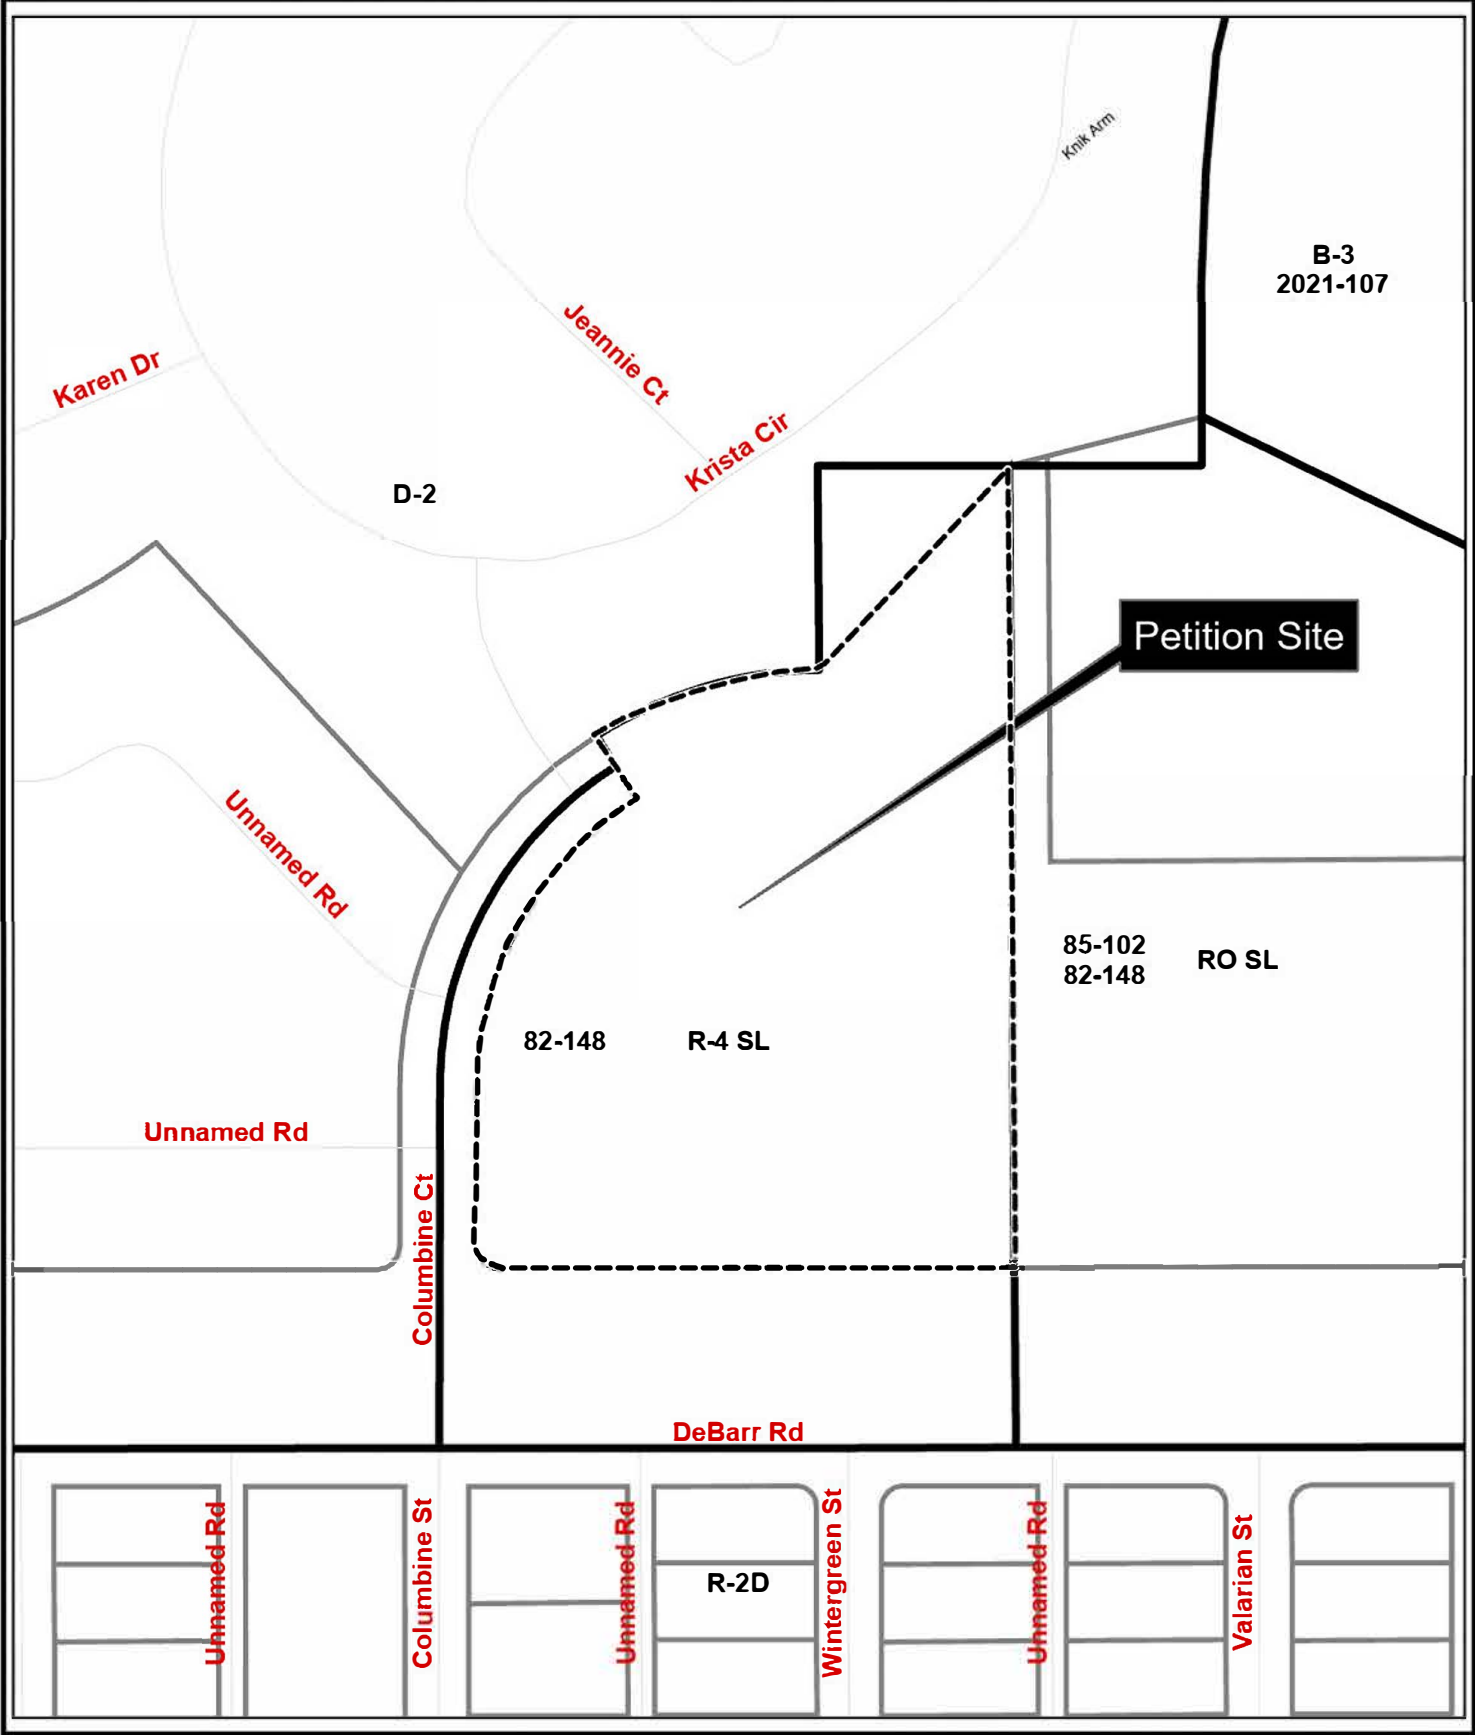 Knik Arm
B-3
2021-107
Jeannie Ct
Karen Dr
Krista Cir
D-2
Petition Site
Unnamed Rd
85-102
82-148
RO SL
82-148
R-4 SL
Unnamed Rd
Columbine Ct
DeBarr Rd
Unnamed Rd
Columbine St
Unnamed Rd
R-2D
Wintergreen St
Unnamed Rd
Valarian St